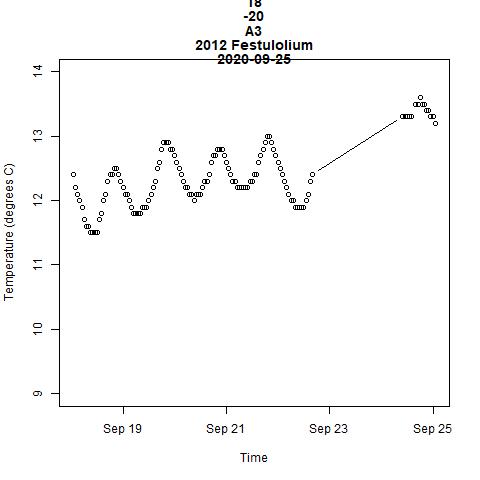 18
-20
A3
2012 Festulolium
2020-09-25
Temperature (degrees C)
14
13
12
11
10
9
Sep 19
Sep 21
Sep 23
Sep 25
Time